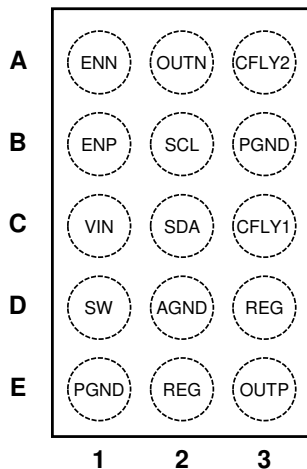 A ENN OUTN CFLY2
B ENP SCL PGND
C VIN SDA CFLY1
D SW AGND REG
E PGND REG OUTP
1 2 3